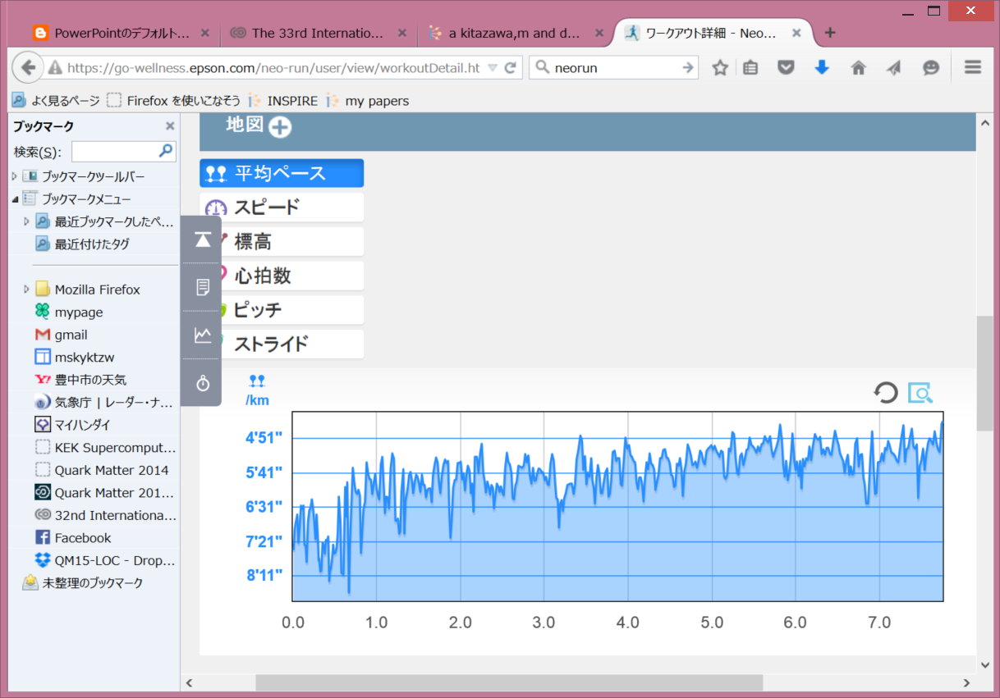 PowerPointのデフォルト...
The 33rd Internatio...
a kitazawa,m and d...
ワークアウト詳細 - Neo...
https://go-wellness.epson.com/neo-run/user/view/workoutDetail.ht
neorun
よく見るページ
Firefox を使いこなそう
INSPIRE
my papers
ブックマーク
検索(S):
ブックマークツールバー
ブックマークメニュー
最近ブックマークしたペ...
最近付けたタグ
Mozilla Firefox
mypage
gmail
mskyktzw
豊中市の天気
気象庁 | レーダー・ナ...
マイハンダイ
KEK Supercomput...
Quark Matter 2014
Quark Matter 201...
32nd Internationa...
Facebook
QM15-LOC - Drop...
未整理のブックマーク
地図
平均ペース
スピード
標高
心拍数
ピッチ
ストライド
/km
4'51"
5'41"
6'31"
7'21"
8'11"
0.0 1.0 2.0 3.0 4.0 5.0 6.0 7.0